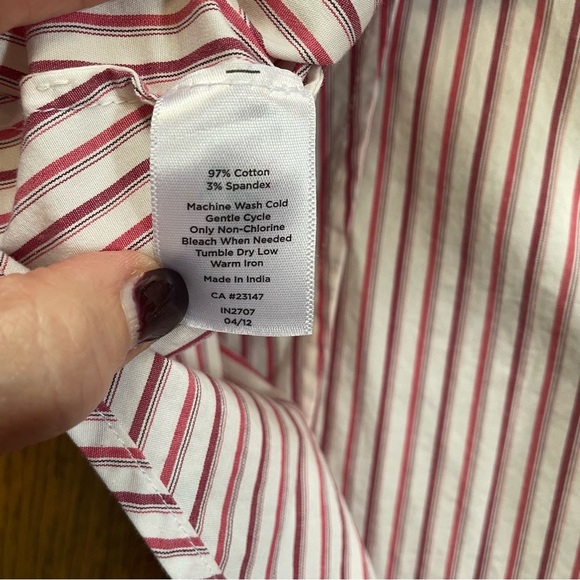 97% Cotton
3% Spandex
Machine Wash Cold
Gentle Cycle
Only Non-Chlorine
Bleach When Needed
Tumble Dry Low
Warm Iron
Made In India
CA #23147
IN2707
04/12